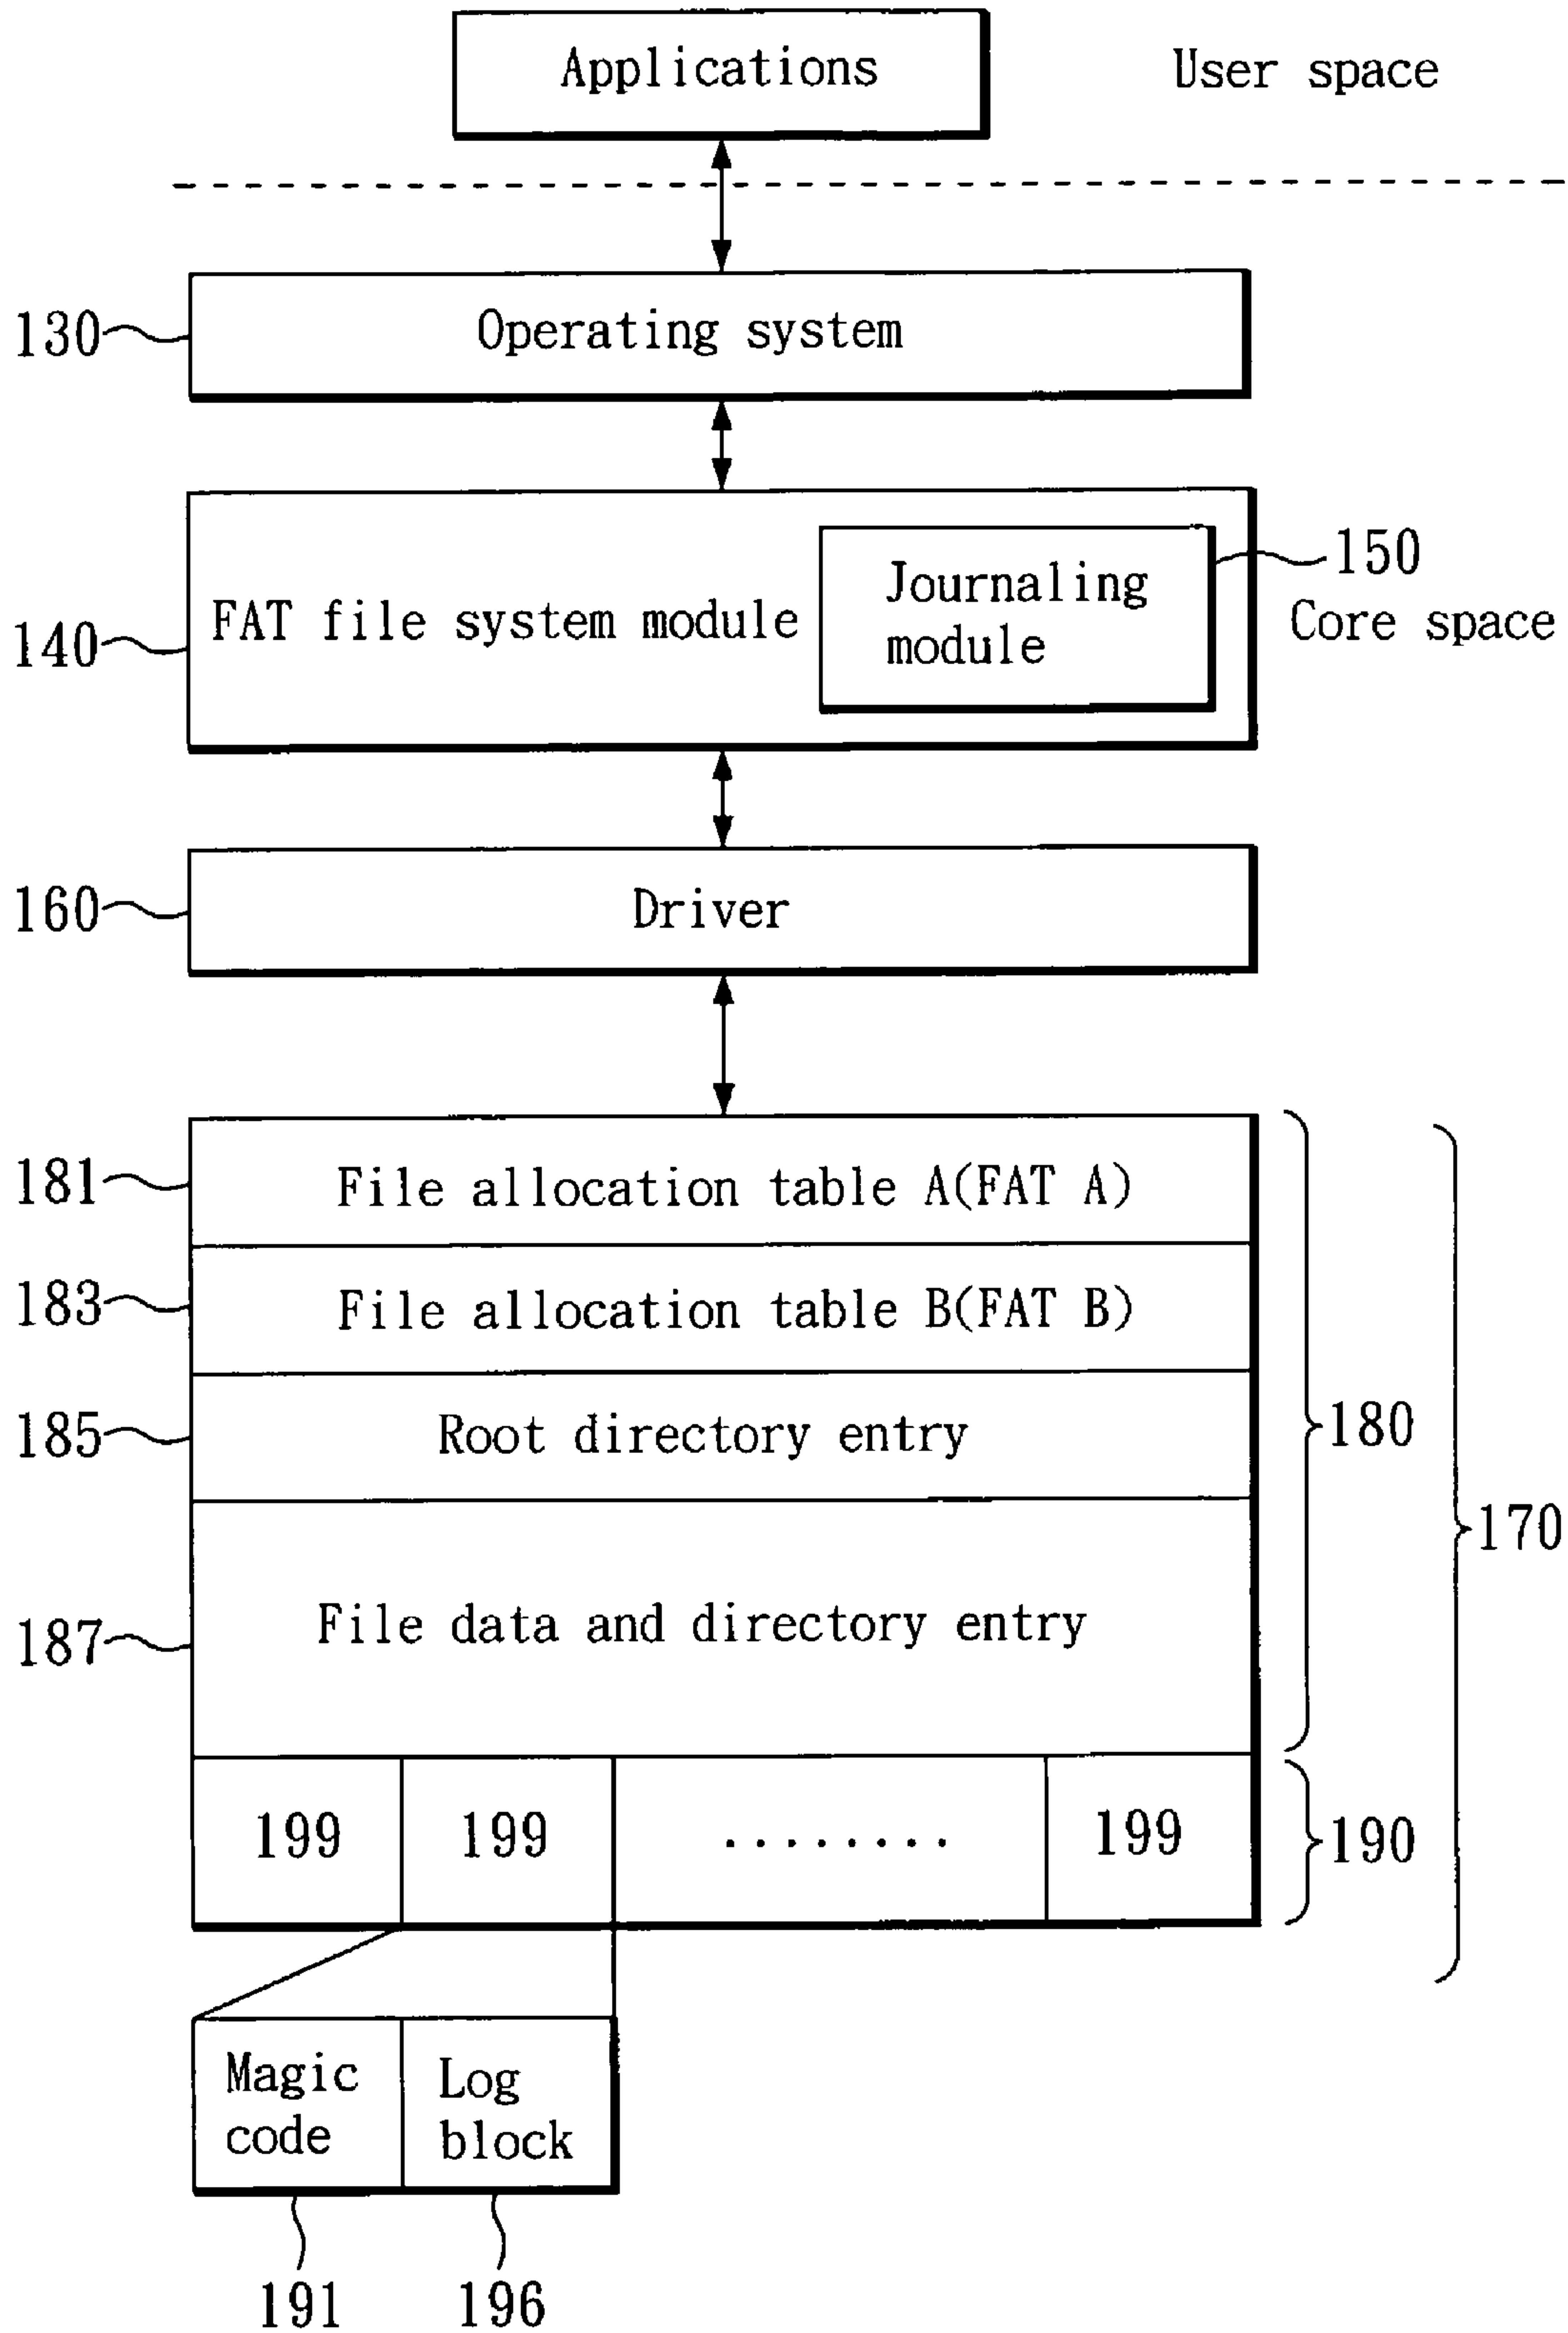 Applications
User space
130
Operating system
150
Journaling
module
FAT file system module
140
Core space
160
Driver
181
File allocation table A(FAT A)
183
File allocation table B(FAT B)
185
Root directory entry
180
170
187
File data and directory entry
199 199 ........ 199
190
Magic
code
Log
block
191
196